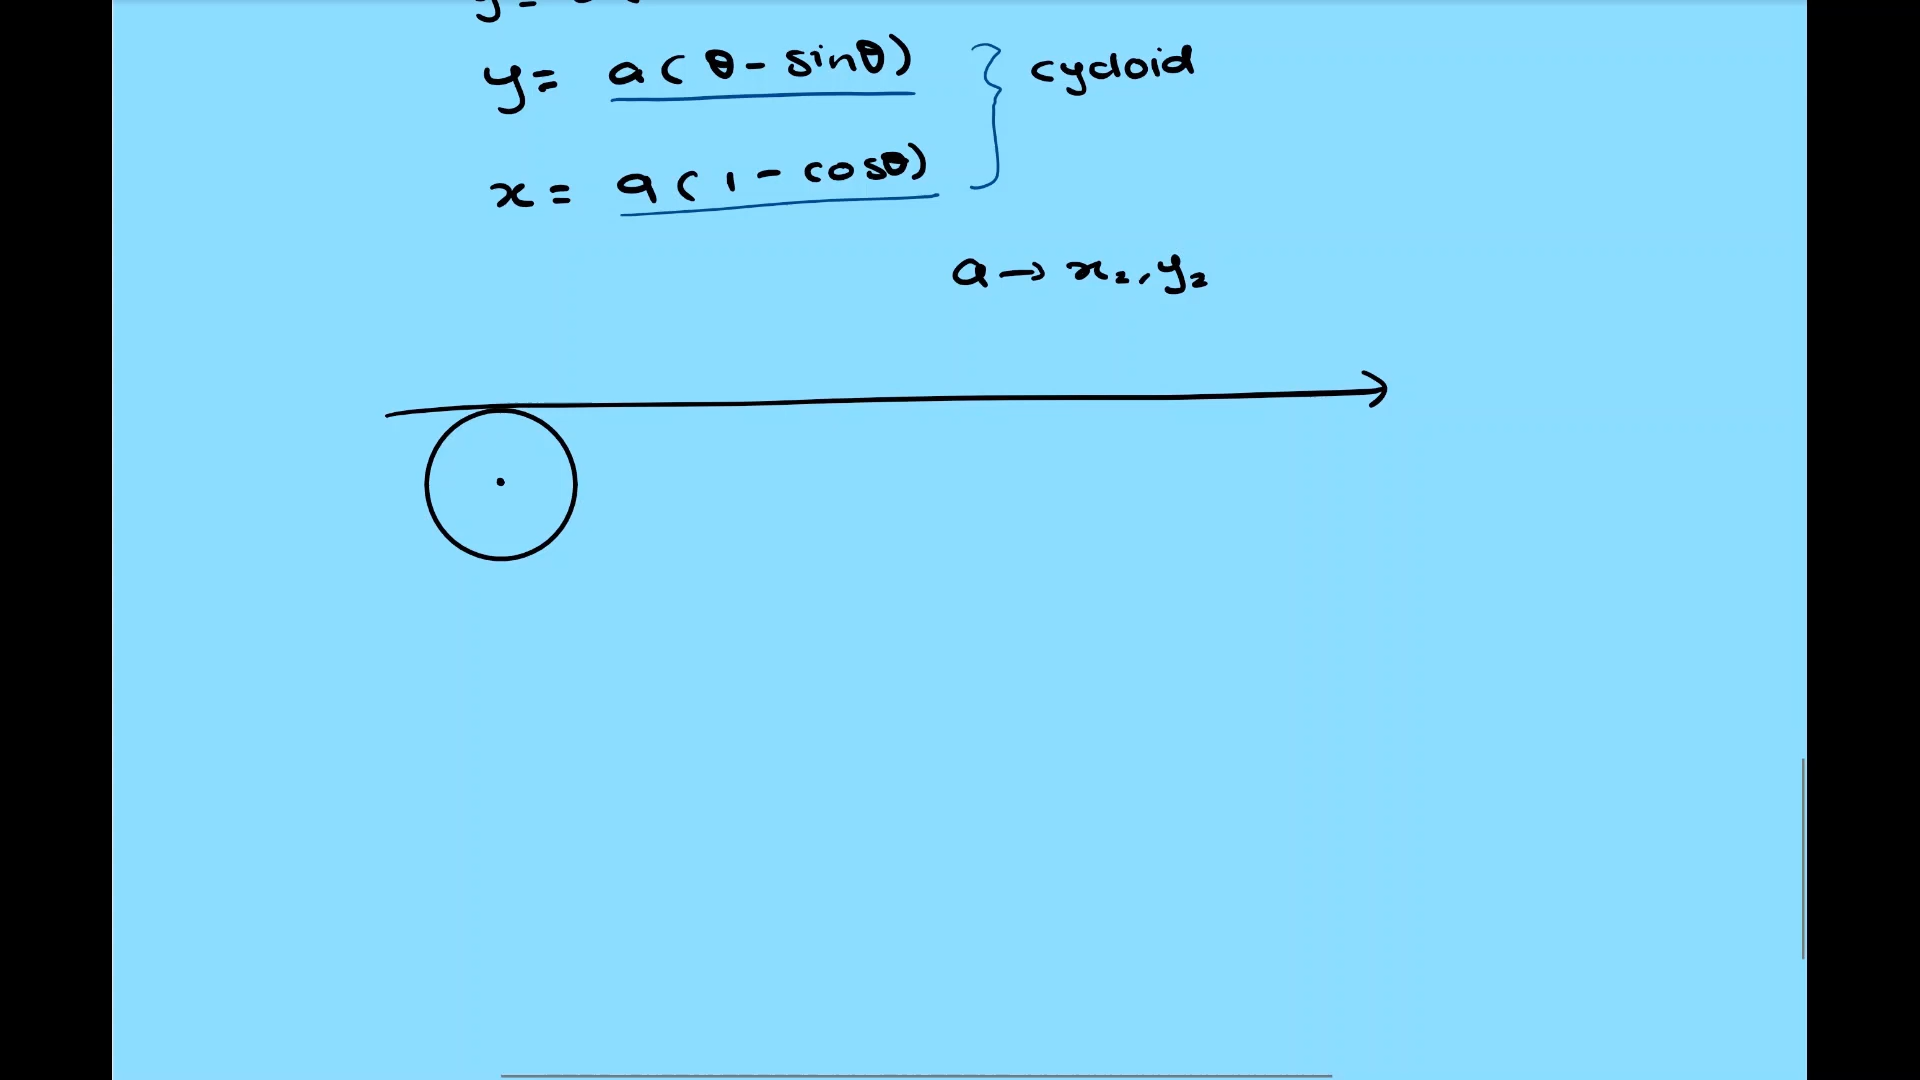 y = a(θ - sinθ) } cycloid
x = a(1 - cosθ)
a → x₂, y₂